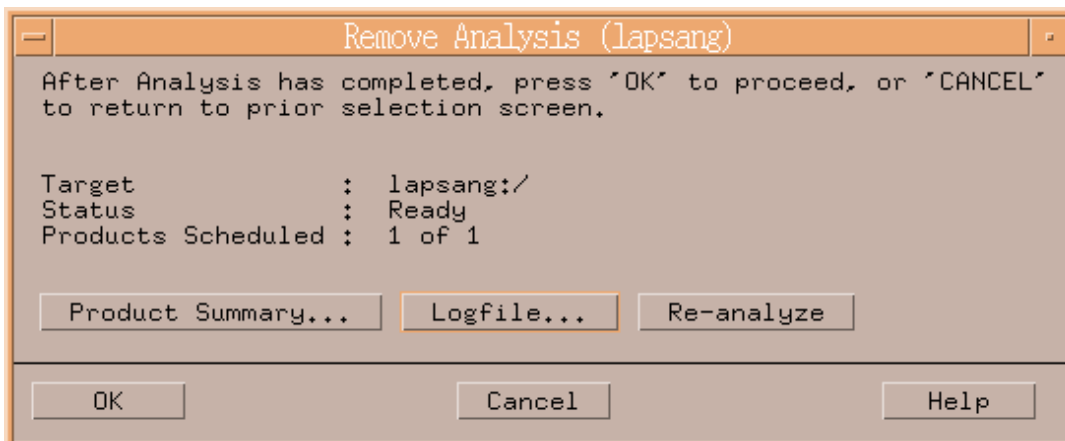 Remove Analysis (lapsang)
After Analysis has completed, press ´OK´ to proceed, or ´CANCEL´
to return to prior selection screen.
Target : lapsang:/
Status : Ready
Products Scheduled : 1 of 1
Product Summary... Logfile... Re-analyze
OK Cancel Help